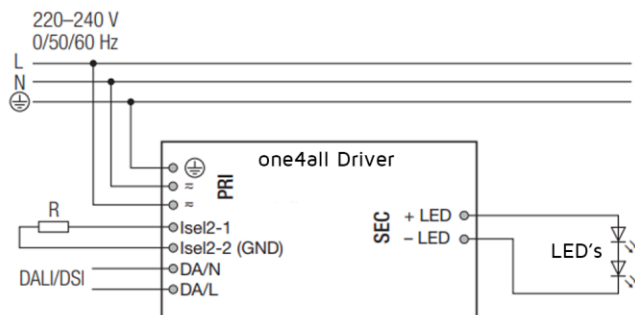 220–240 V
0/50/60 Hz
L
N
one4all Driver
PRI
≂
≂
R
Isel2-1
Isel2-2 (GND)
DALI/DSI
DA/N
DA/L
SEC
+ LED
– LED
LED's